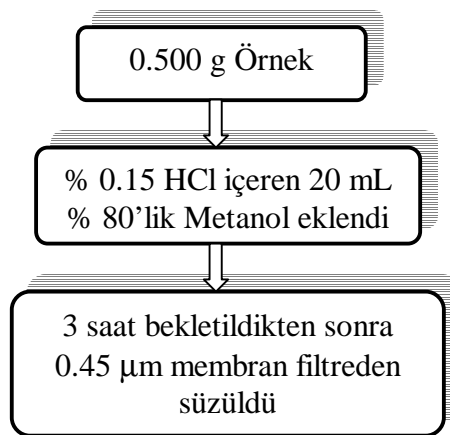 0.500 g Örnek
% 0.15 HCl içeren 20 mL
% 80’lik Metanol eklendi
3 saat bekletildikten sonra
0.45 µm membran filtreden
süzüldü